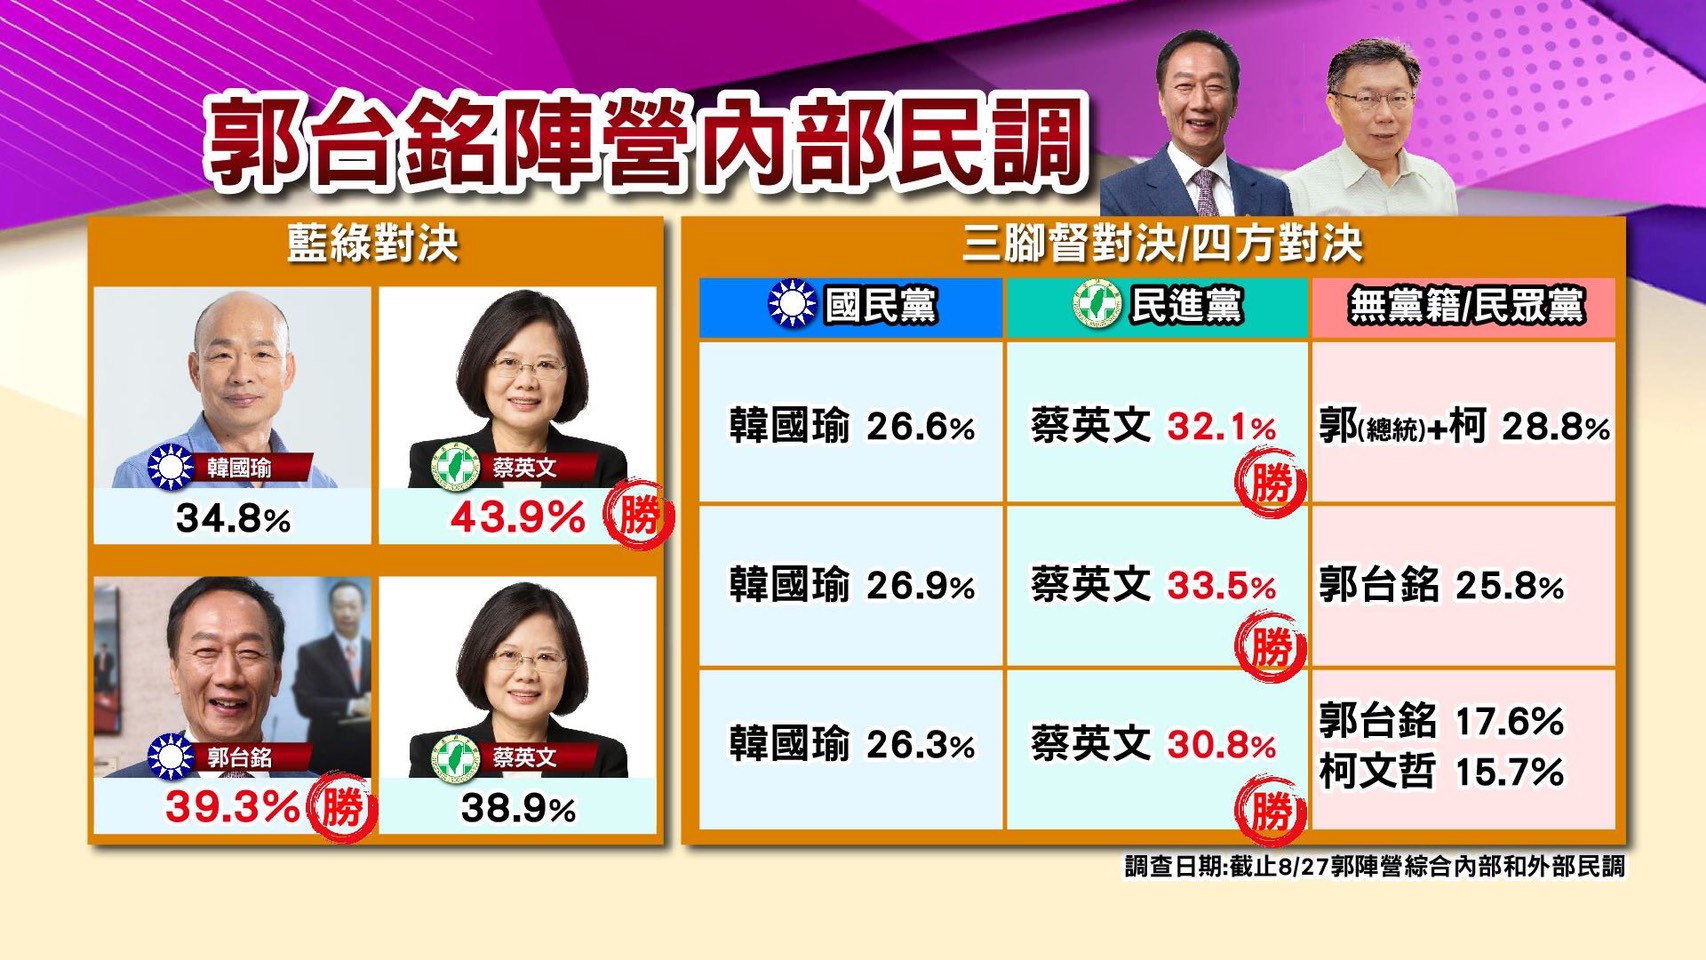 郭台銘陣營內部民調
藍綠對決
韓國瑜
34.8%
蔡英文
43.9% 勝
郭台銘
39.3% 勝
蔡英文
38.9%
三腳督對決/四方對決
國民黨 民進黨 無黨籍/民眾黨
韓國瑜 26.6% 蔡英文 32.1% 郭(總統)+柯 28.8%
勝
韓國瑜 26.9% 蔡英文 33.5% 郭台銘 25.8%
勝
韓國瑜 26.3% 蔡英文 30.8% 郭台銘 17.6%
柯文哲 15.7%
勝
調查日期:截止8/27郭陣營綜合內部和外部民調